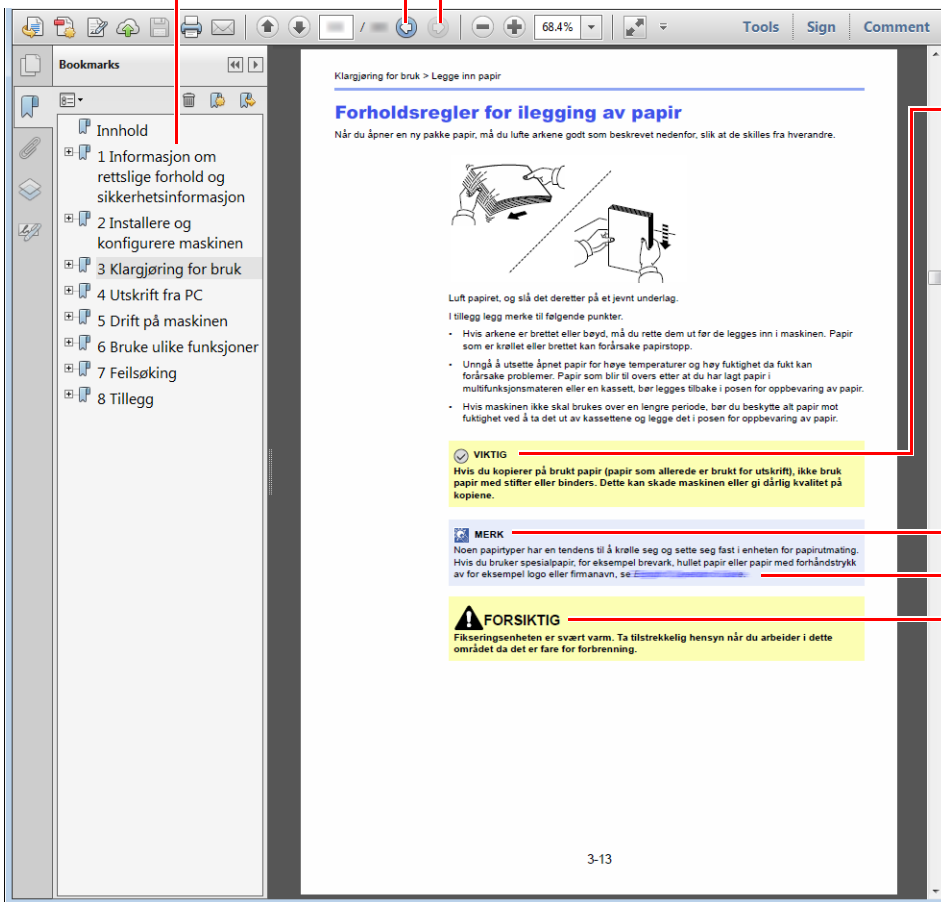 /
68.4%
Tools
Sign
Comment
Bookmarks
Innhold
1 Informasjon om
rettslige forhold og
sikkerhetsinformasjon
2 Installere og
konfigurere maskinen
3 Klargjøring for bruk
4 Utskrift fra PC
5 Drift på maskinen
6 Bruke ulike funksjoner
7 Feilsøking
8 Tillegg
Klargjøring for bruk > Legge inn papir
Forholdsregler for ilegging av papir
Når du åpner en ny pakke papir, må du lufte arkene godt som beskrevet nedenfor, slik at de skilles fra hverandre.
Luft papiret, og slå det deretter på et jevnt underlag.
I tillegg legg merke til følgende punkter.
• Hvis arkene er brettet eller bøyd, må du rette dem ut før de legges inn i maskinen. Papir
som er krøllet eller brettet kan forårsake papirstopp.
• Unngå å utsette åpnet papir for høye temperaturer og høy fuktighet da fukt kan
forårsake problemer. Papir som blir til overs etter at du har lagt papir i
multifunksjonsmateren eller en kassett, bør legges tilbake i posen for oppbevaring av papir.
• Hvis maskinen ikke skal brukes over en lengre periode, bør du beskytte alt papir mot
fuktighet ved å ta det ut av kassettene og legge det i posen for oppbevaring av papir.
VIKTIG
Hvis du kopierer på brukt papir (papir som allerede er brukt for utskrift), ikke bruk
papir med stifter eller binders. Dette kan skade maskinen eller gi dårlig kvalitet på
kopiene.
MERK
Noen papirtyper har en tendens til å krølle seg og sette seg fast i enheten for papirutmating.
Hvis du bruker spesialpapir, for eksempel brevark, hullet papir eller papir med forhåndstrykk
av for eksempel logo eller firmanavn, se
FORSIKTIG
Fikseringsenheten er svært varm. Ta tilstrekkelig hensyn når du arbeider i dette
området da det er fare for forbrenning.
3-13